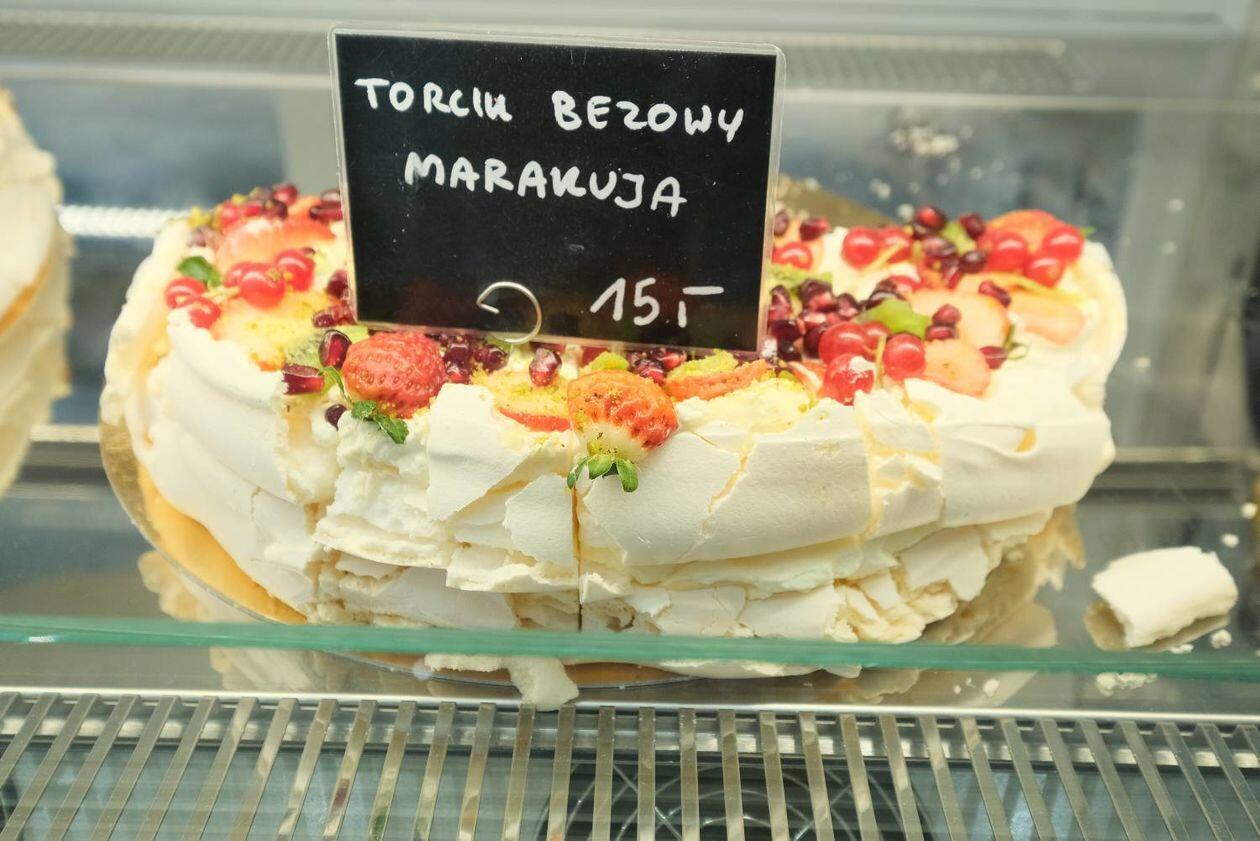 TORCIK BEZOWY
MARAKUJA
15,-